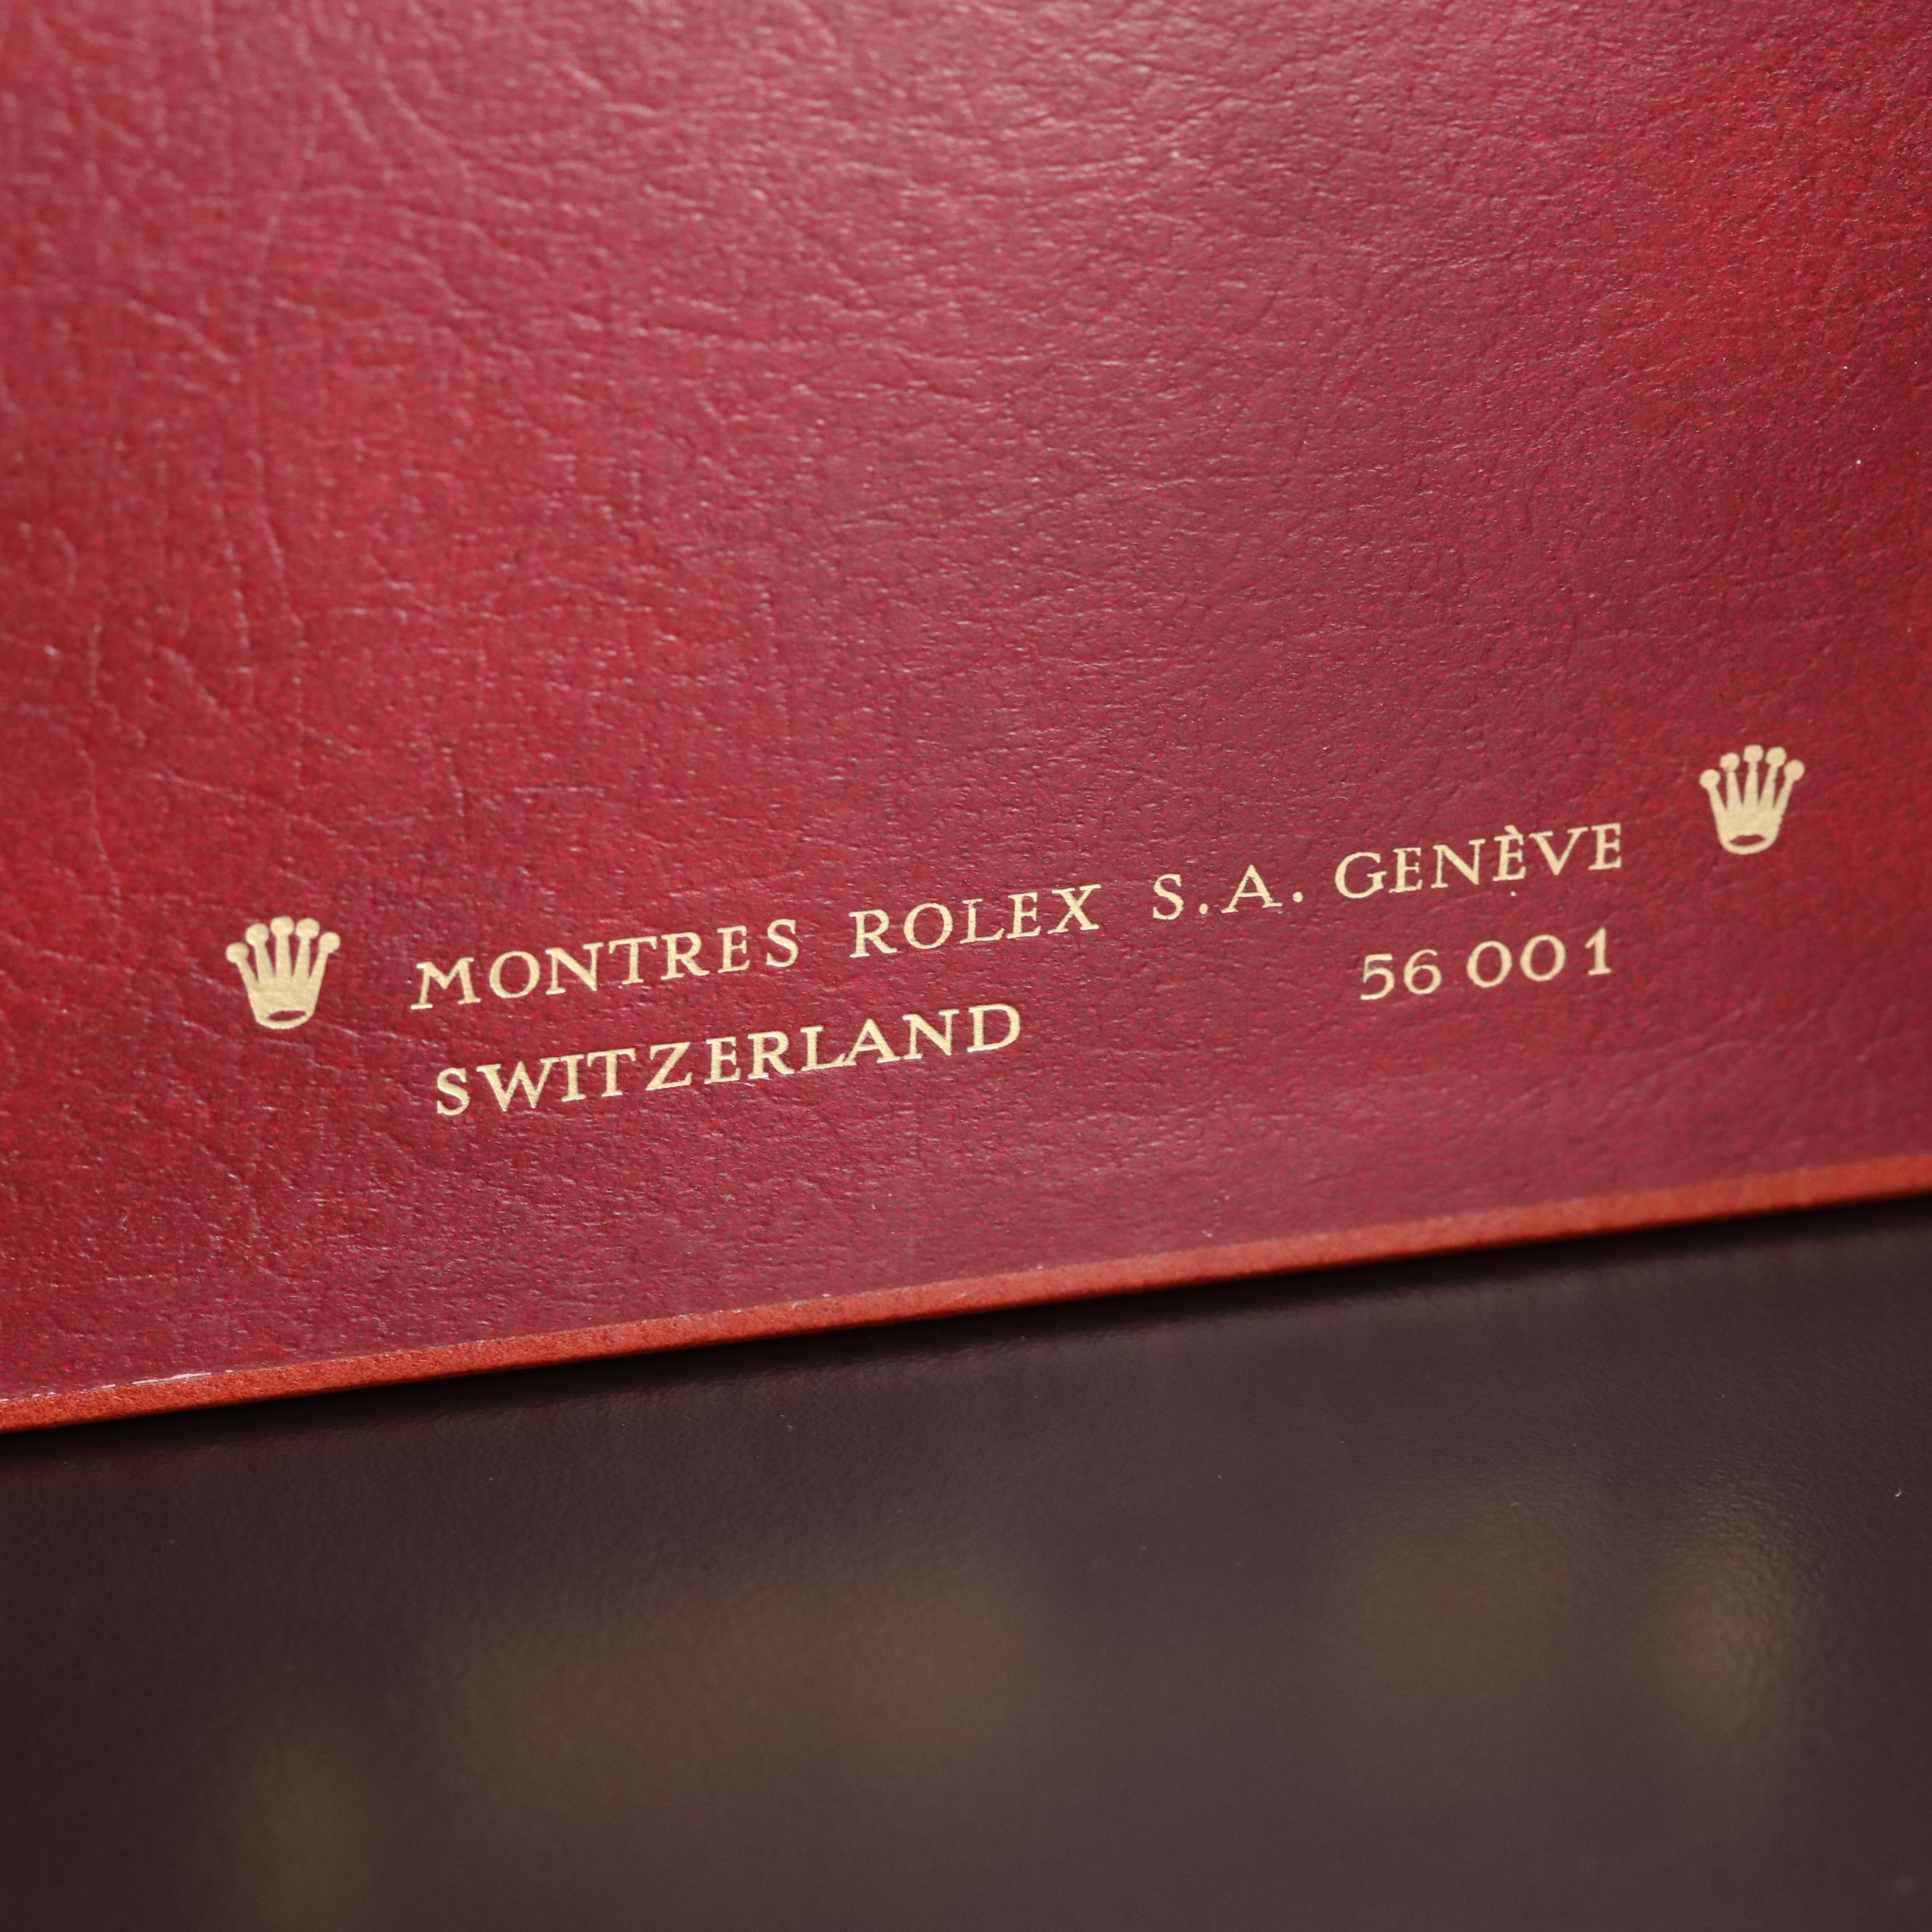 MONTRES ROLEX S.A. GENÈVE
SWITZERLAND 56 001